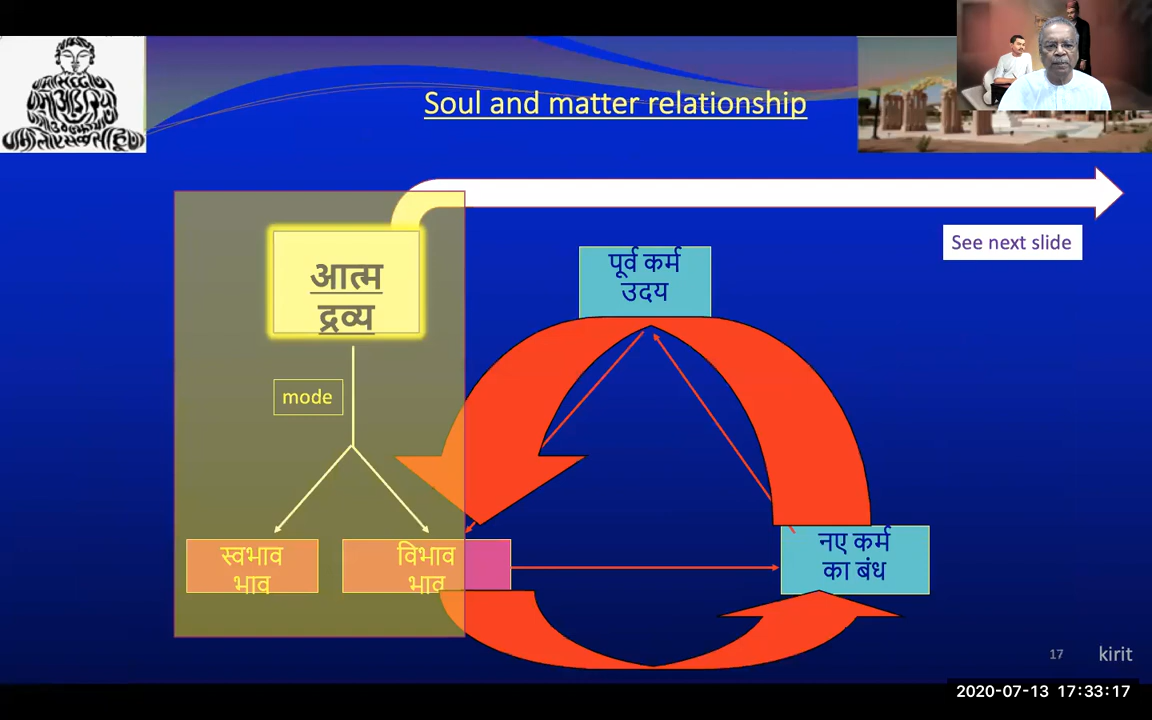 Soul and matter relationship
See next slide
आत्म
द्रव्य
पूर्व कर्म
उदय
mode
स्वभाव
भाव
विभाव
भाव
नए कर्म
का बंध
17
kirit
2020-07-13 17:33:17